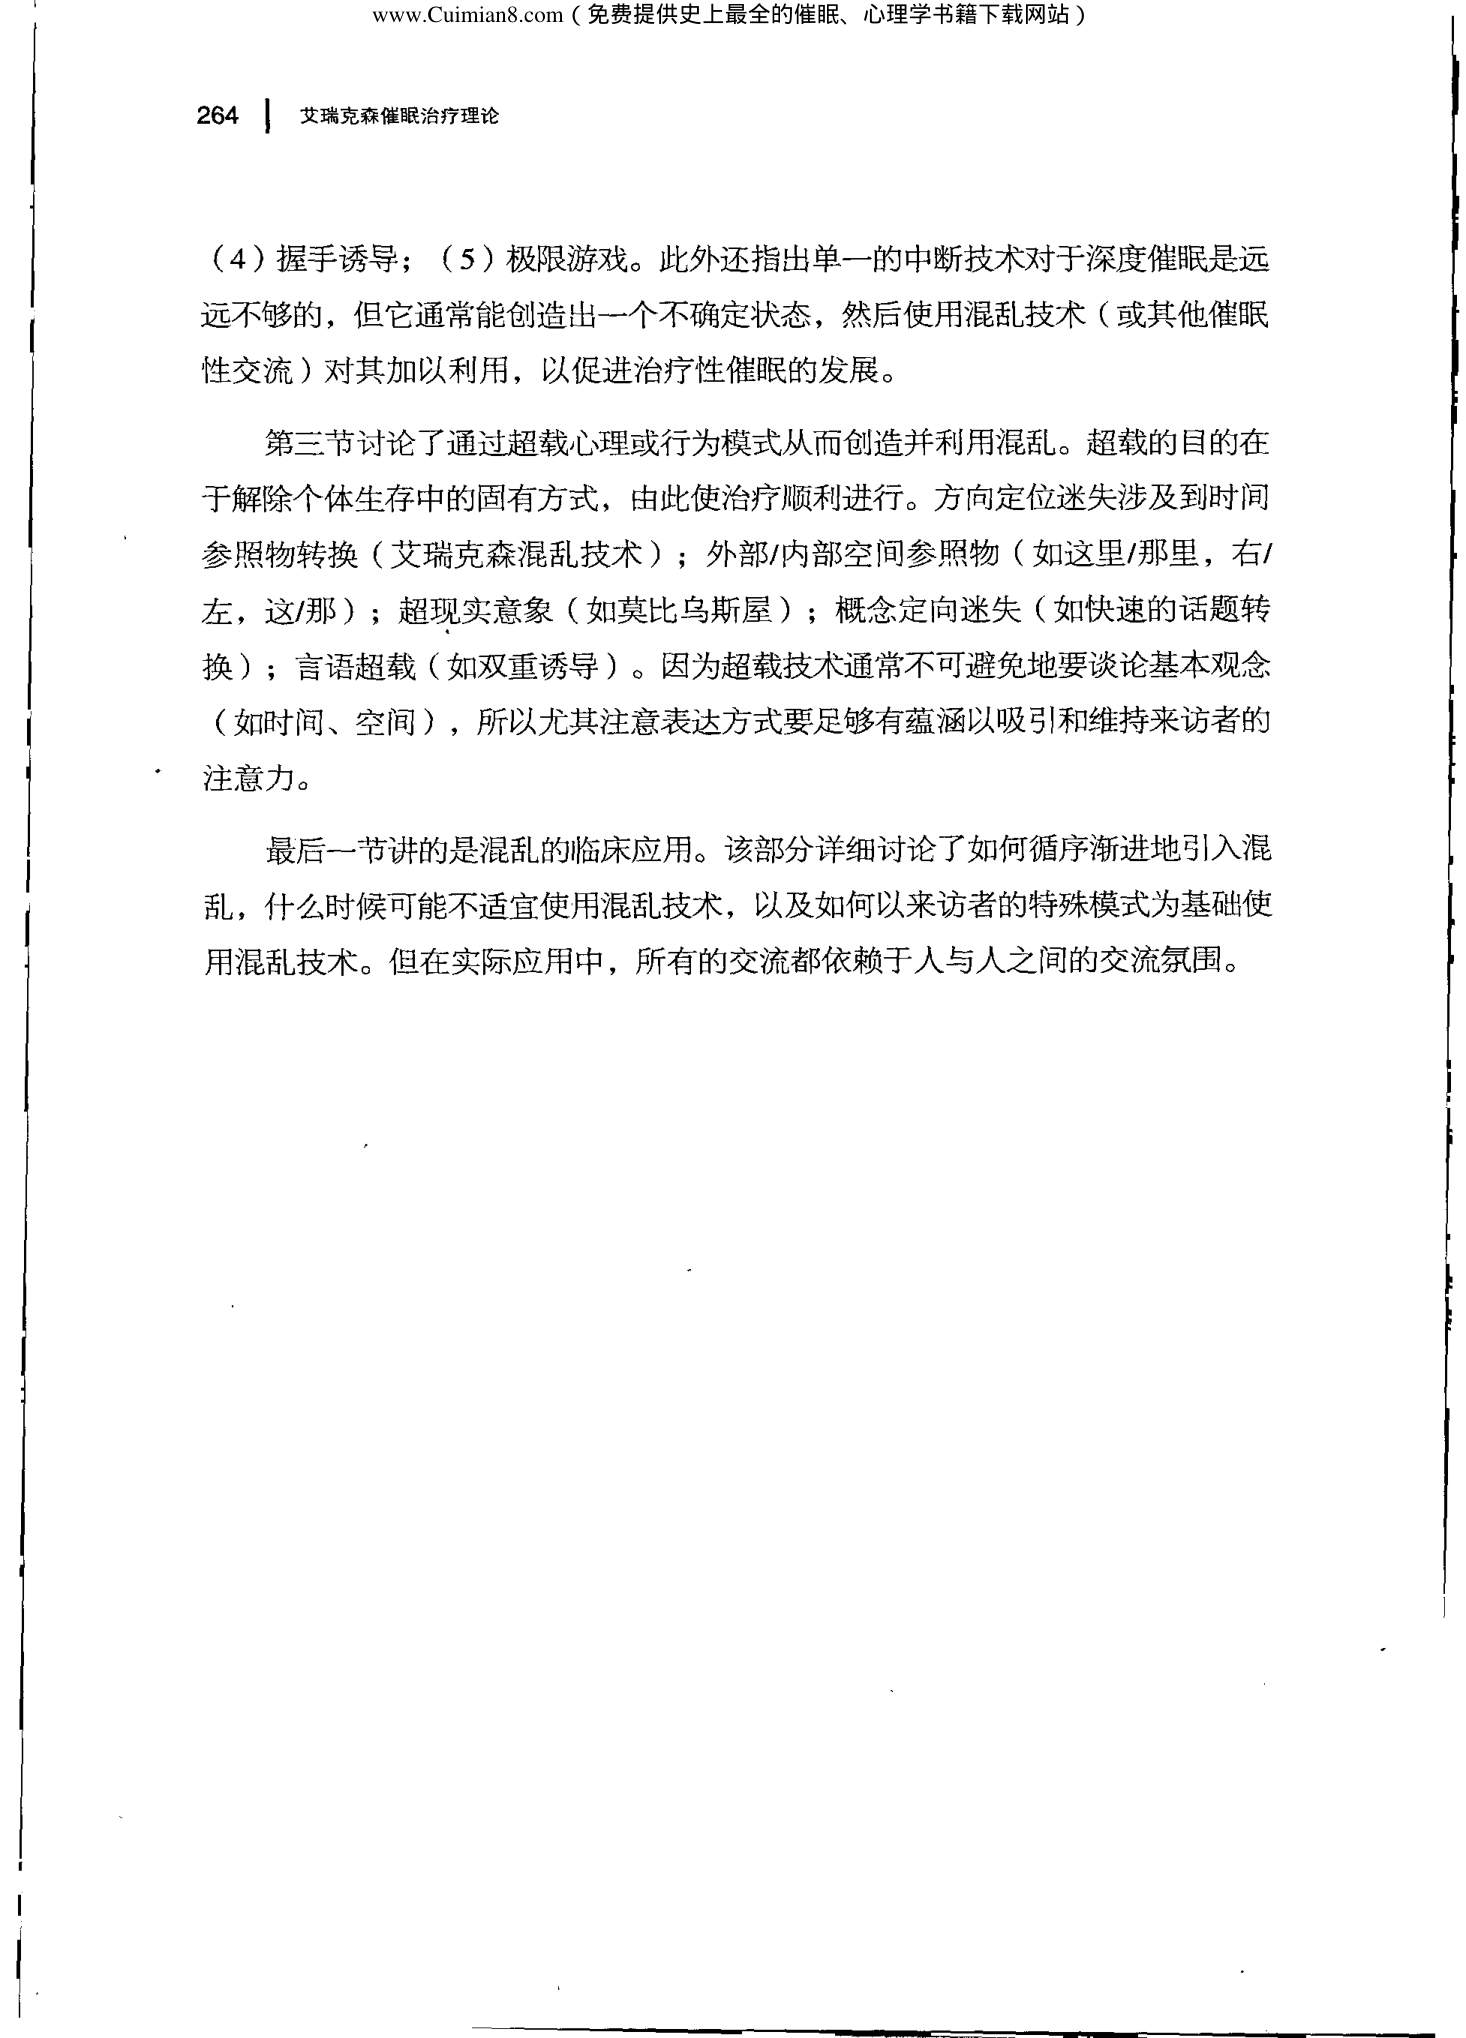 www.Cuimian8.com（免费提供史上最全的催眠、心理学书籍下载网站）
264 | 艾瑞克森催眠治疗理论
（4）握手诱导；（5）极限游戏。此外还指出单一的中断技术对于深度催眠是远
远不够的，但它通常能创造出一个不确定状态，然后使用混乱技术（或其他催眠
性交流）对其加以利用，以促进治疗性催眠的发展。
第三节讨论了通过超载心理或行为模式从而创造并利用混乱。超载的目的在
于解除个体生存中的固有方式，由此使治疗顺利进行。方向定位迷失涉及到时间
参照物转换（艾瑞克森混乱技术）；外部/内部空间参照物（如这里/那里，右/
左，这/那）；超现实意象（如莫比乌斯屋）；概念定向迷失（如快速的话题转
换）；言语超载（如双重诱导）。因为超载技术通常不可避免地要谈论基本观念
（如时间、空间），所以尤其注意表达方式要足够有蕴涵以吸引和维持来访者的
注意力。
最后一节讲的是混乱的临床应用。该部分详细讨论了如何循序渐进地引入混
乱，什么时候可能不适宜使用混乱技术，以及如何以来访者的特殊模式为基础使
用混乱技术。但在实际应用中，所有的交流都依赖于人与人之间的交流氛围。